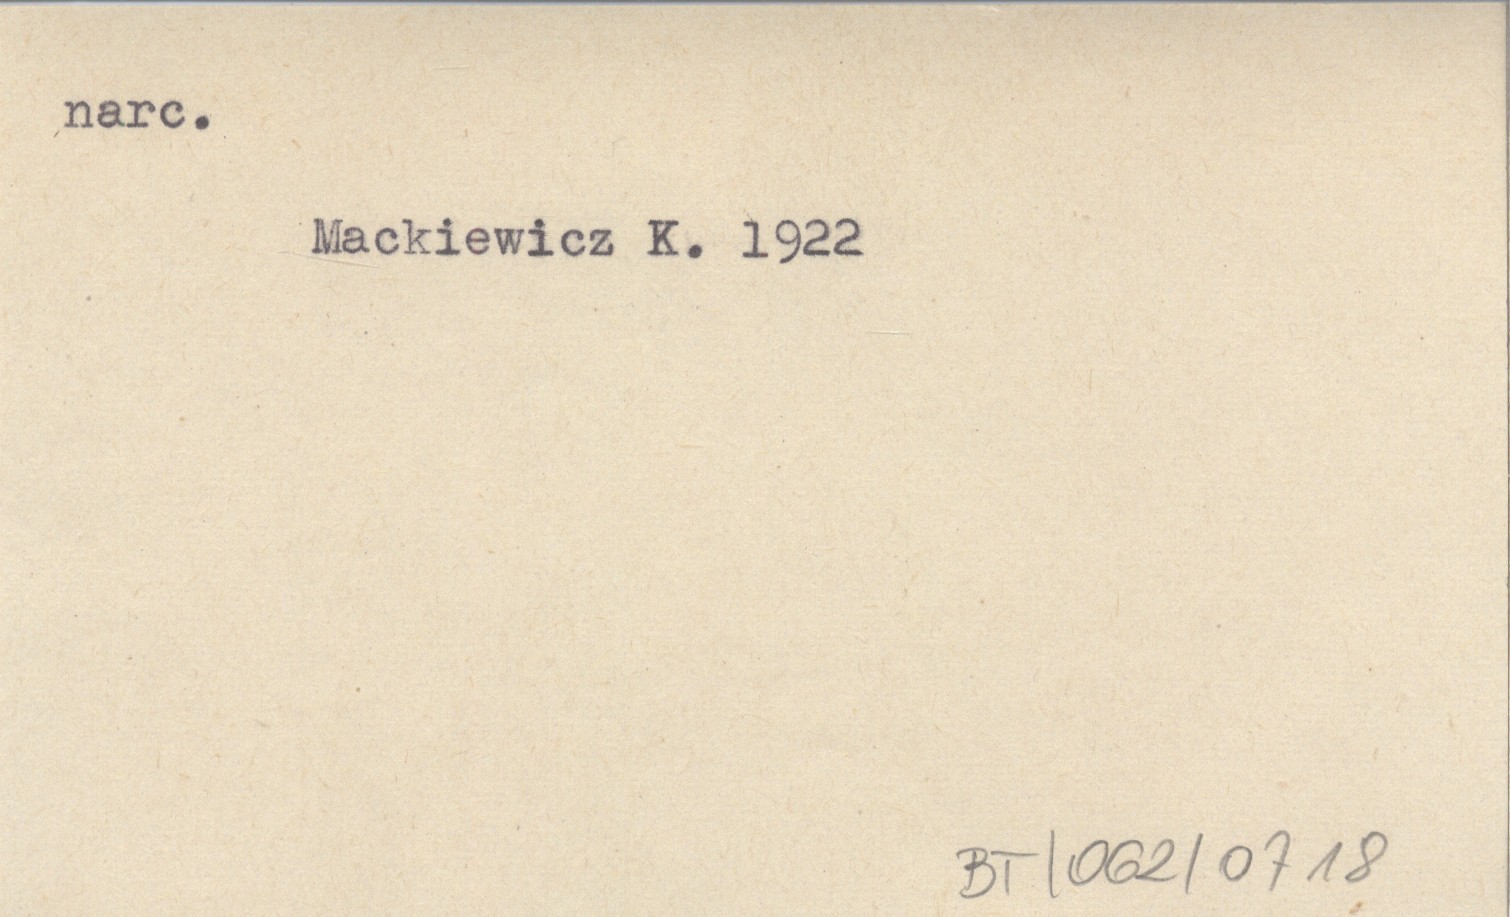 narc.
Mackiewicz K. 1922
BT/062/0718